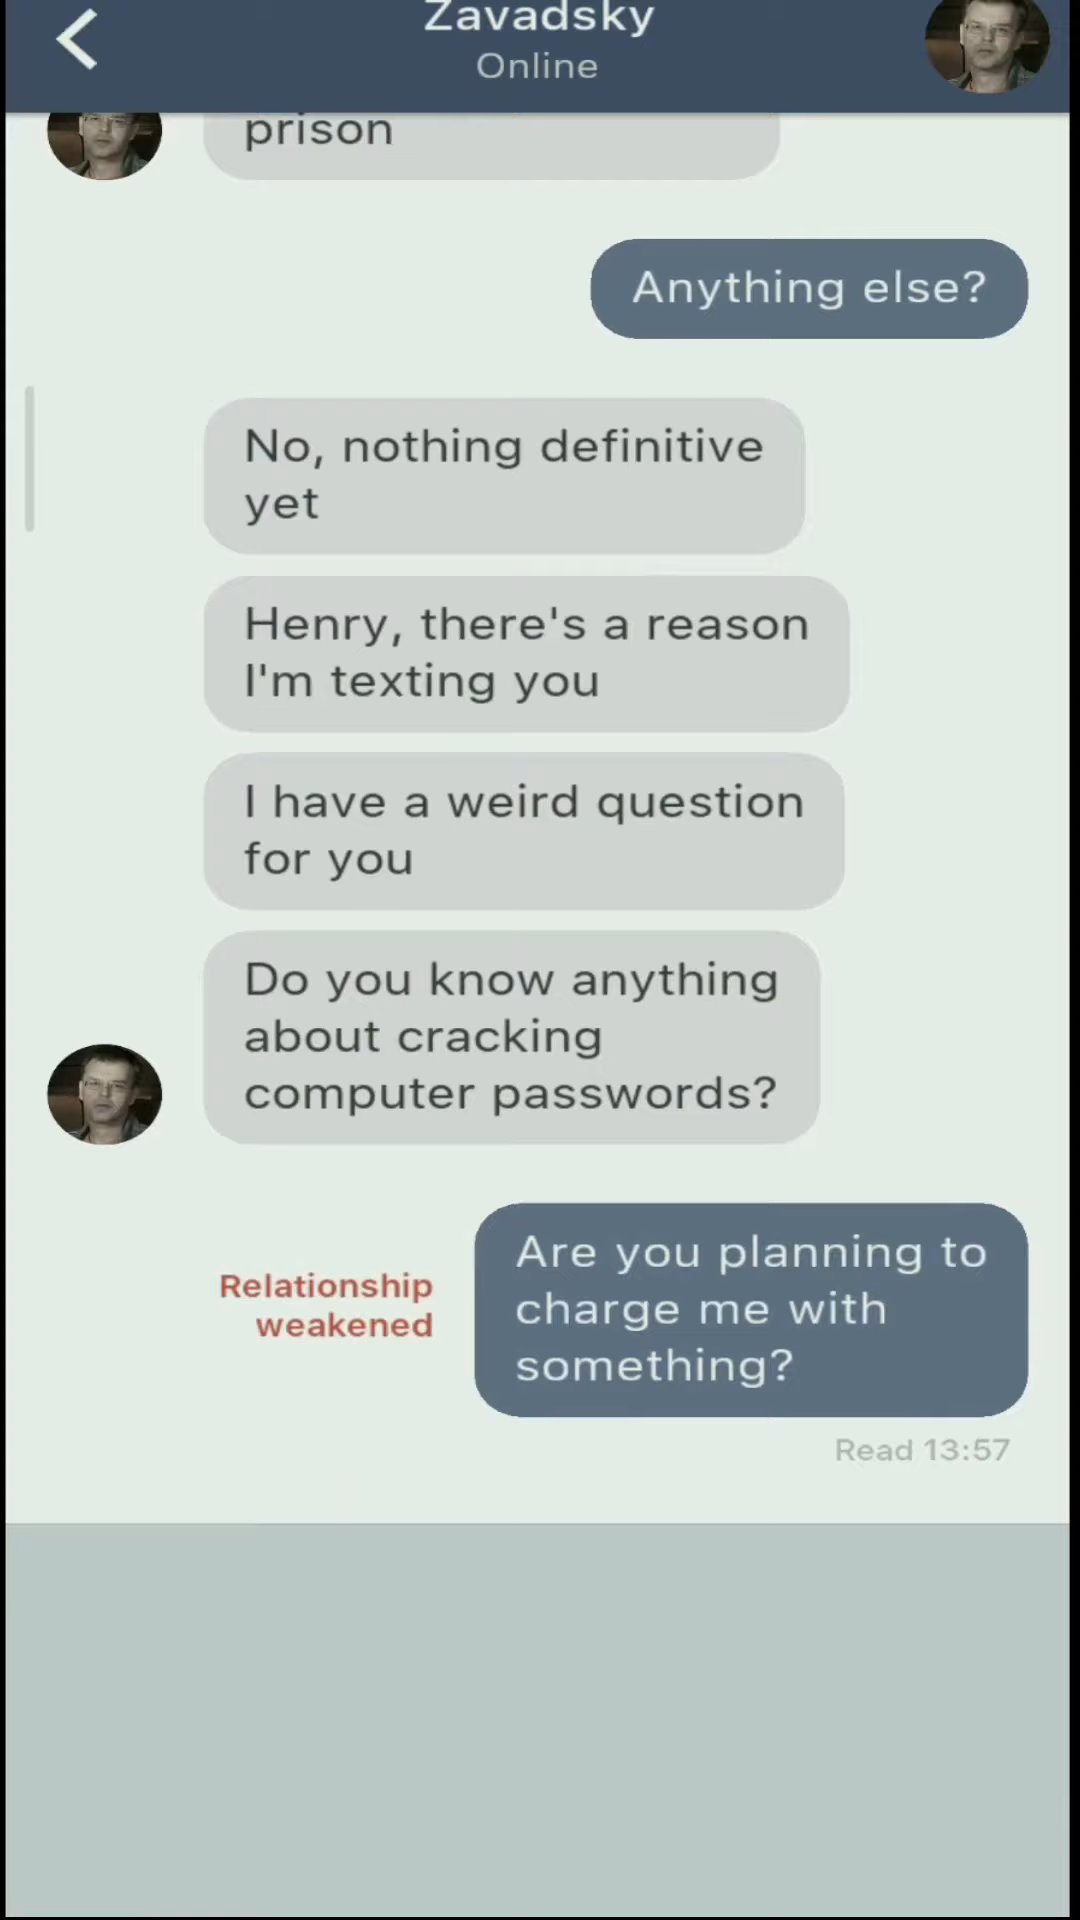 Zavadsky
Online
prison
Anything else?
No, nothing definitive
yet
Henry, there's a reason
I'm texting you
I have a weird question
for you
Do you know anything
about cracking
computer passwords?
Relationship
weakened
Are you planning to
charge me with
something?
Read 13:57